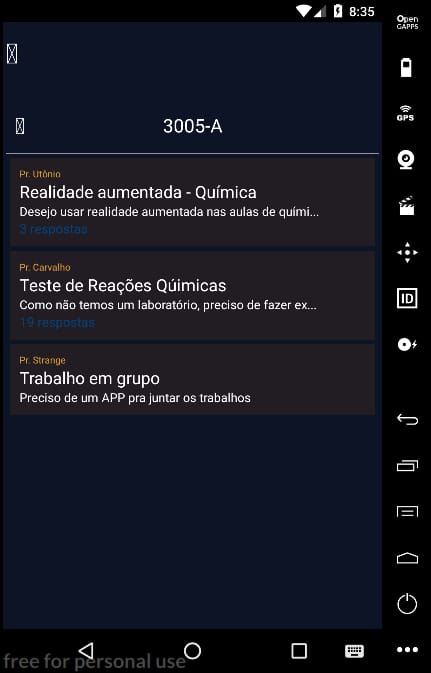 8:35
Open
GAPPS
GPS
ID
3005-A
Pr. Utônio
Realidade aumentada - Química
Desejo usar realidade aumentada nas aulas de quími...
3 respostas
Pr. Carvalho
Teste de Reações Qúimicas
Como não temos um laboratório, preciso de fazer ex...
19 respostas
Pr. Strange
Trabalho em grupo
Preciso de um APP pra juntar os trabalhos
free for personal use